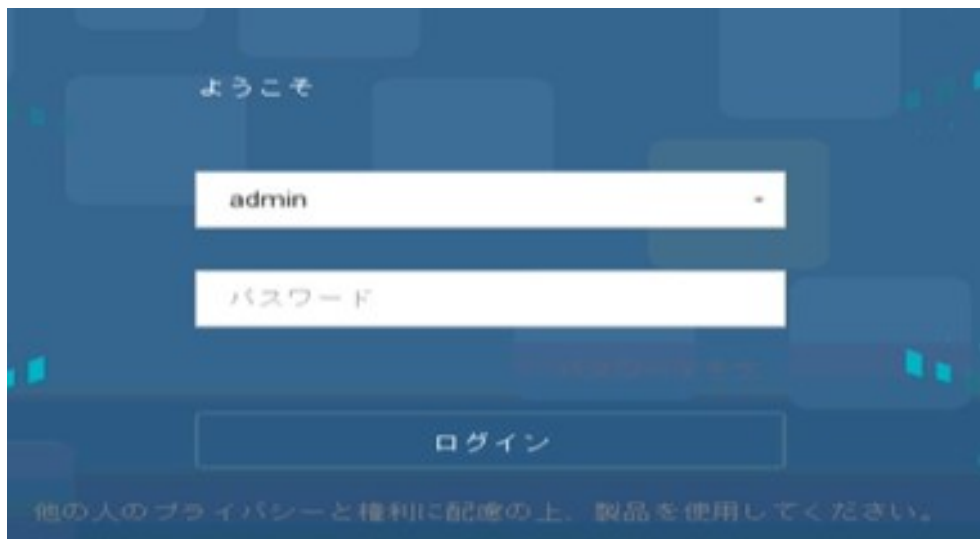 ようこそ
admin
パスワード
ログイン
他の人のプライバシーと権利に配慮の上、製品を使用してください。